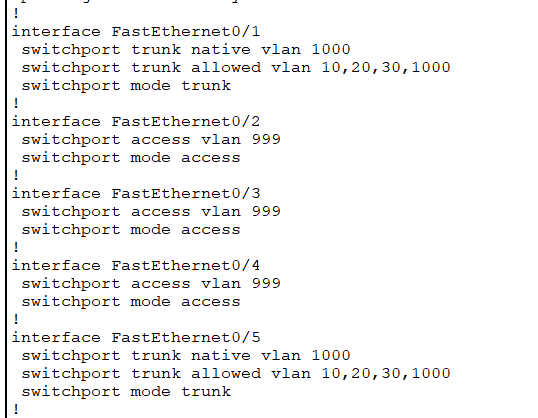 !
interface FastEthernet0/1
switchport trunk native vlan 1000
switchport trunk allowed vlan 10,20,30,1000
switchport mode trunk
!
interface FastEthernet0/2
switchport access vlan 999
switchport mode access
!
interface FastEthernet0/3
switchport access vlan 999
switchport mode access
!
interface FastEthernet0/4
switchport access vlan 999
switchport mode access
!
interface FastEthernet0/5
switchport trunk native vlan 1000
switchport trunk allowed vlan 10,20,30,1000
switchport mode trunk
!